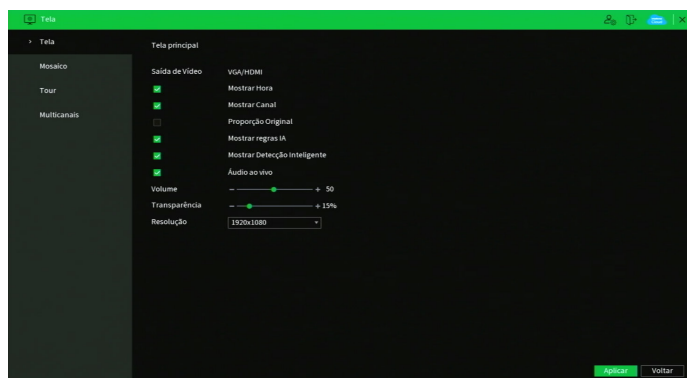 Tela
> Tela
Mosaico
Tour
Multicanais
Tela principal
Saída de Vídeo VGA/HDMI
Mostrar Hora
Mostrar Canal
Proporção Original
Mostrar regras IA
Mostrar Detecção Inteligente
Áudio ao vivo
Volume − + 50
Transparência − + 15%
Resolução 1920x1080
Aplicar Voltar